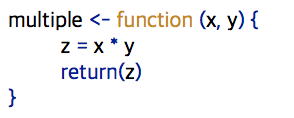 multiple <- function (x, y) {
z = x * y
return(z)
}